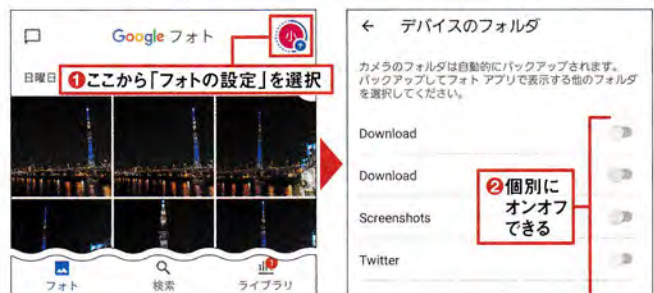 Google フォト
小
日曜日
❶ここから「フォトの設定」を選択
フォト
検索
ライブラリ
← デバイスのフォルダ
カメラのフォルダは自動的にバックアップされます。
バックアップしてフォト アプリで表示する他のフォルダ
を選択してください。
Download
Download
Screenshots
Twitter
❷個別に
オンオフ
できる